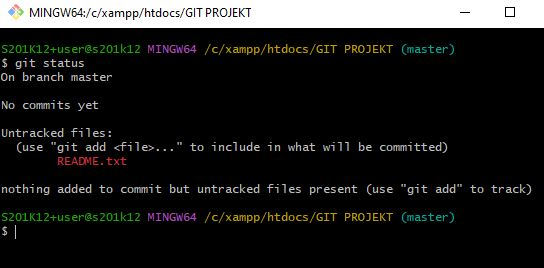 MINGW64:/c/xampp/htdocs/GIT PROJEKT
S201K12+user@s201k12 MINGW64 /c/xampp/htdocs/GIT PROJEKT (master)
$ git status
On branch master
No commits yet
Untracked files:
  (use "git add <file>..." to include in what will be committed)
        README.txt
nothing added to commit but untracked files present (use "git add" to track)
S201K12+user@s201k12 MINGW64 /c/xampp/htdocs/GIT PROJEKT (master)
$